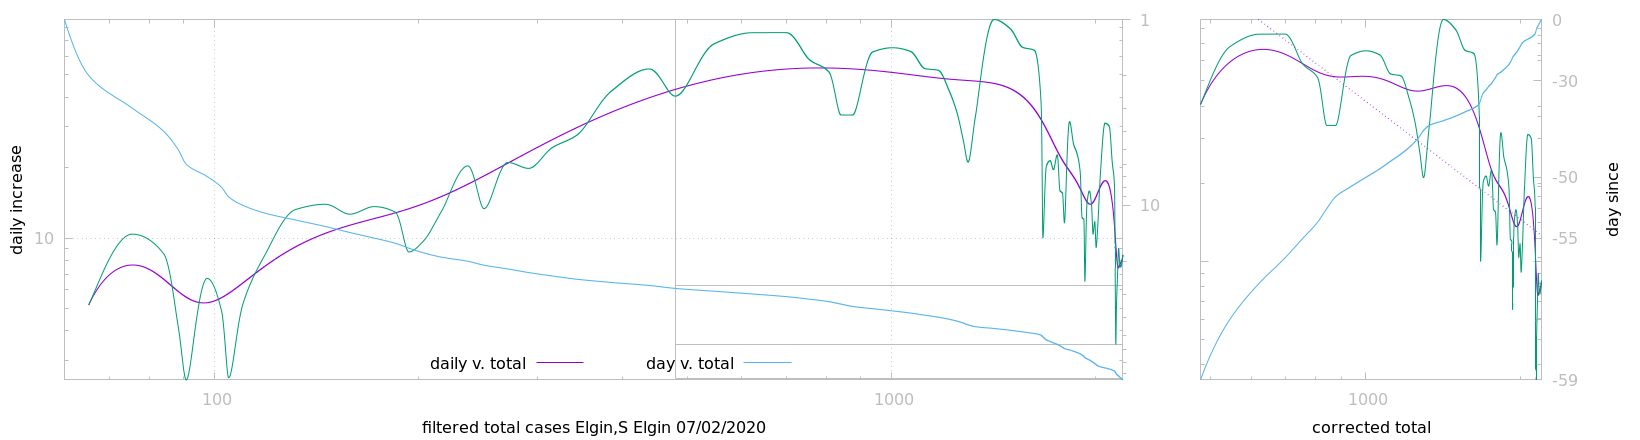 1
10
daily increase
10
daily v. total
day v. total
100
1000
filtered total cases Elgin,S Elgin 07/02/2020
0
-30
-50
-55
-59
day since
1000
corrected total